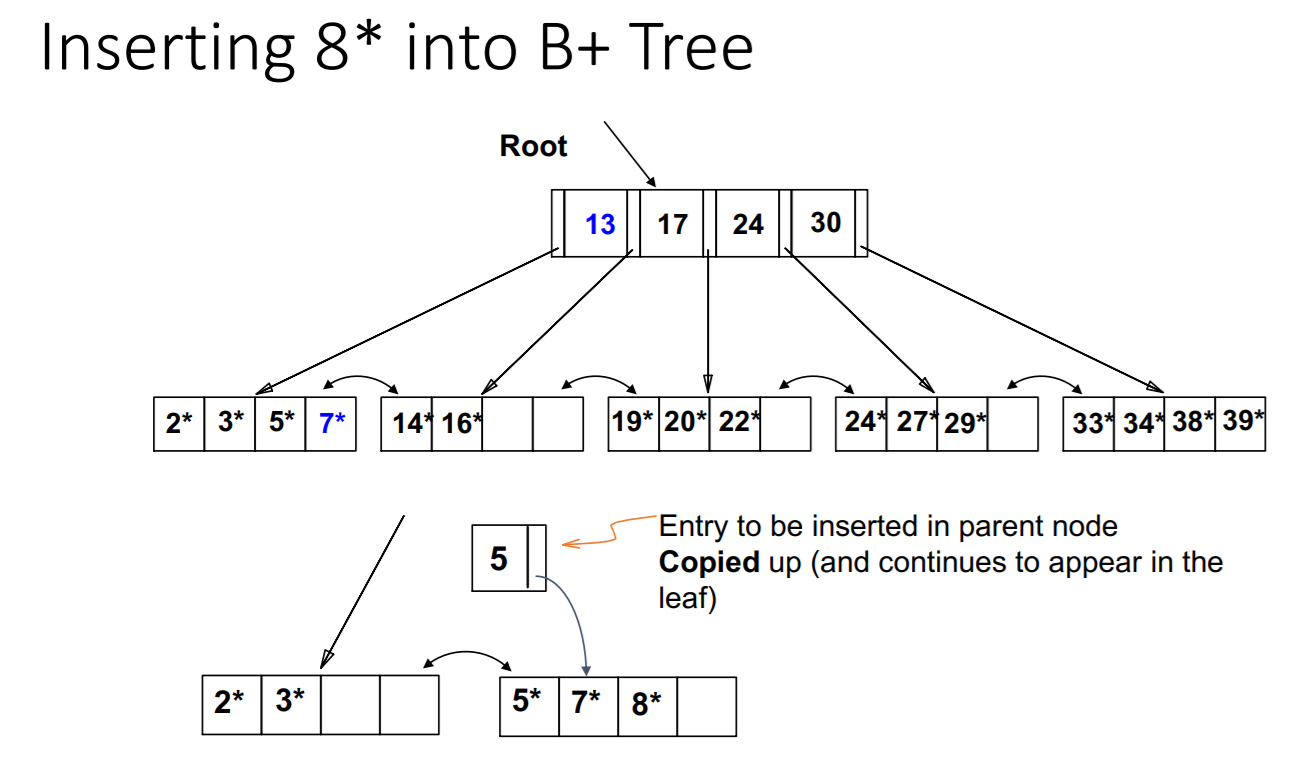 Inserting 8* into B+ Tree
Root
13 17 24 30
2* 3* 5* 7* 14* 16* 19* 20* 22* 24* 27* 29* 33* 34* 38* 39*
5
Entry to be inserted in parent node
Copied up (and continues to appear in the
leaf)
2* 3* 5* 7* 8*